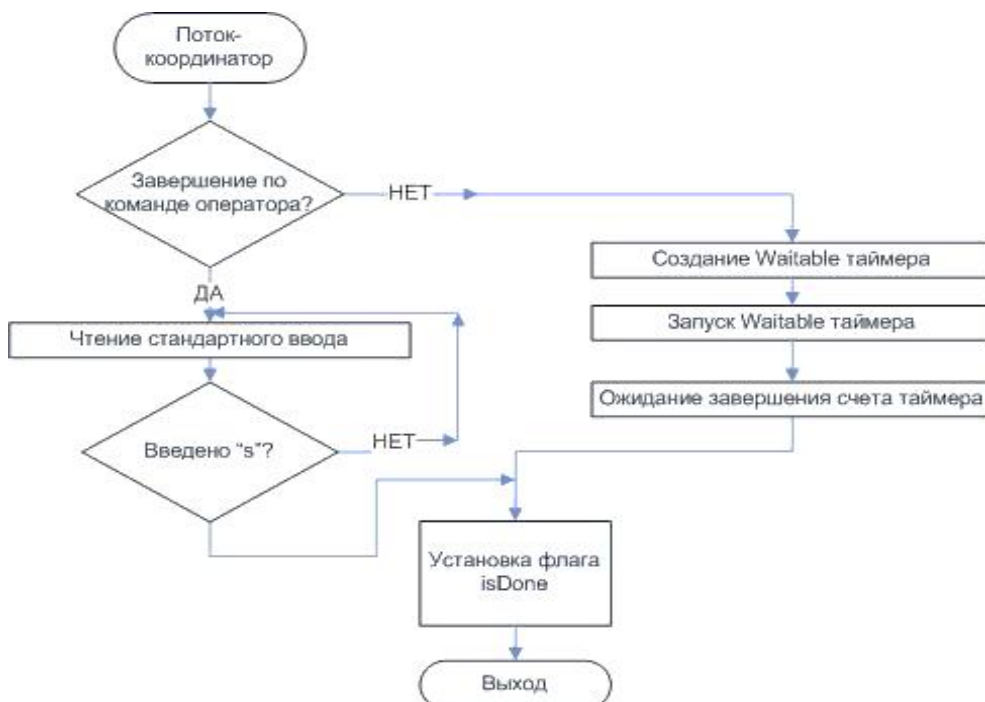 Поток-
координатор
Завершение по
команде оператора?
НЕТ
Создание Waitable таймера
ДА
Запуск Waitable таймера
Чтение стандартного ввода
Ожидание завершения счета таймера
НЕТ
Введено “s”?
Установка флага
isDone
Выход